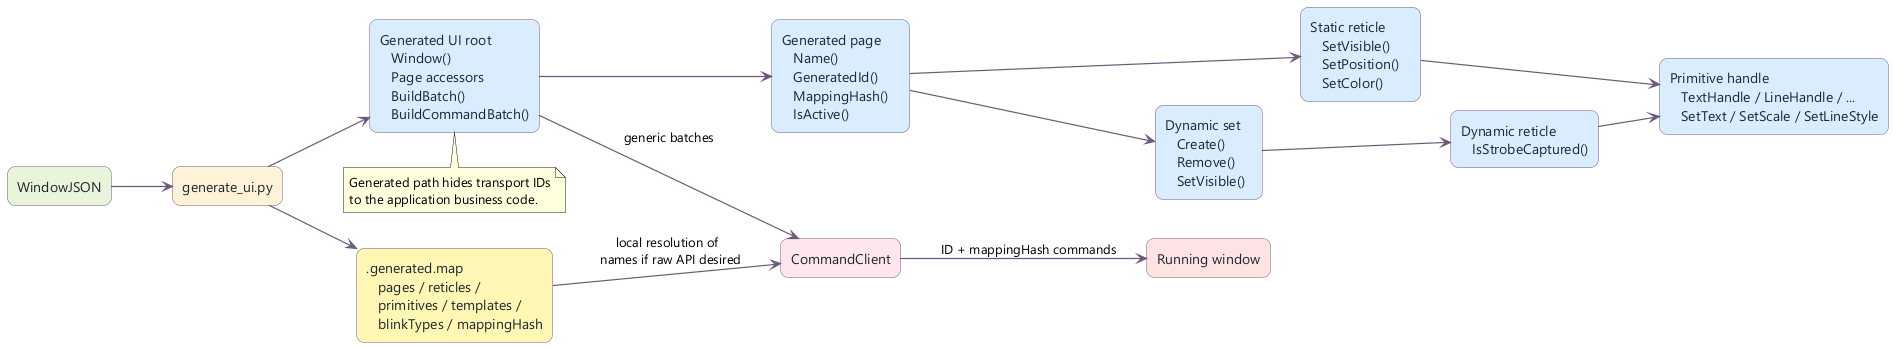 WindowJSON
generate_ui.py
Generated UI root
Window()
Page accessors
BuildBatch()
BuildCommandBatch()
Generated path hides transport IDs
to the application business code.
.generated.map
pages / reticles /
primitives / templates /
blinkTypes / mappingHash
generic batches
local resolution of
names if raw API desired
Generated page
Name()
GeneratedId()
MappingHash()
IsActive()
CommandClient
ID + mappingHash commands
Running window
Static reticle
SetVisible()
SetPosition()
SetColor()
Dynamic set
Create()
Remove()
SetVisible()
Dynamic reticle
IsStrobeCaptured()
Primitive handle
TextHandle / LineHandle / ...
SetText / SetScale / SetLineStyle